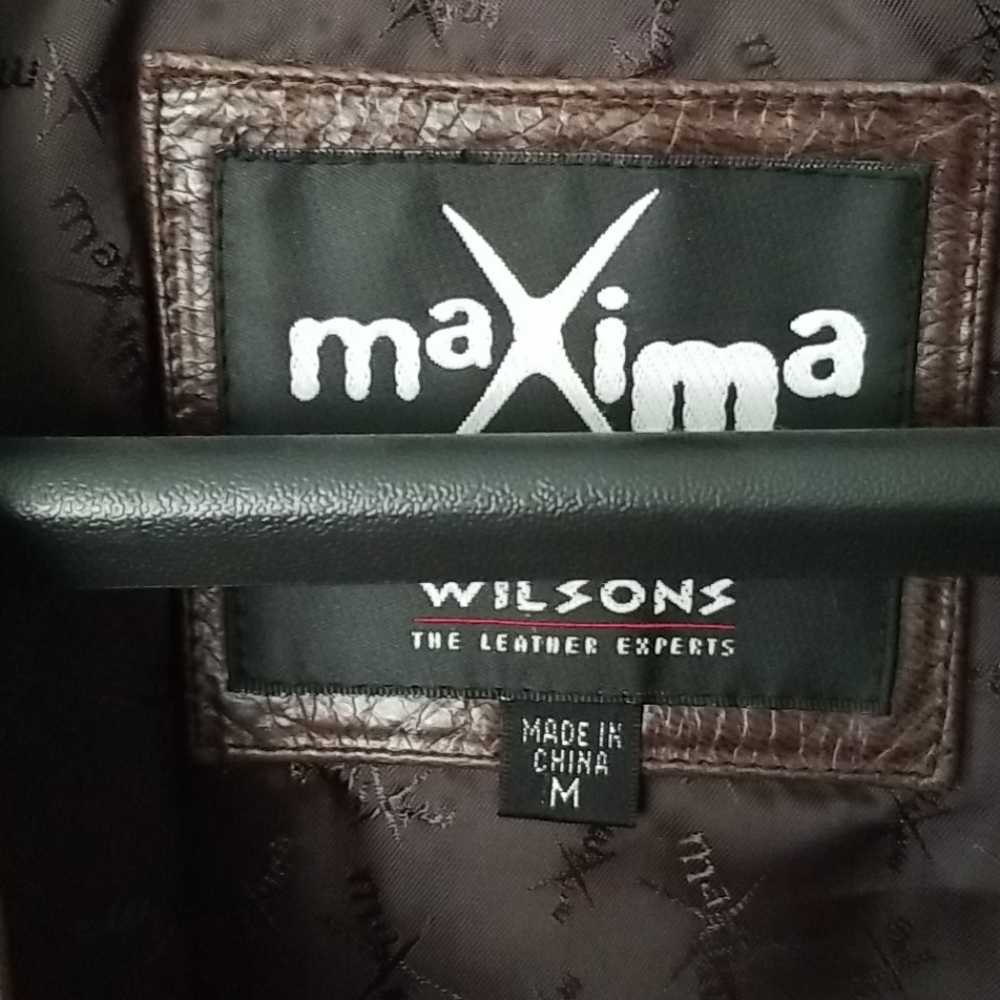 maXima
WILSONS
THE LEATHER EXPERTS
MADE IN
CHINA
M